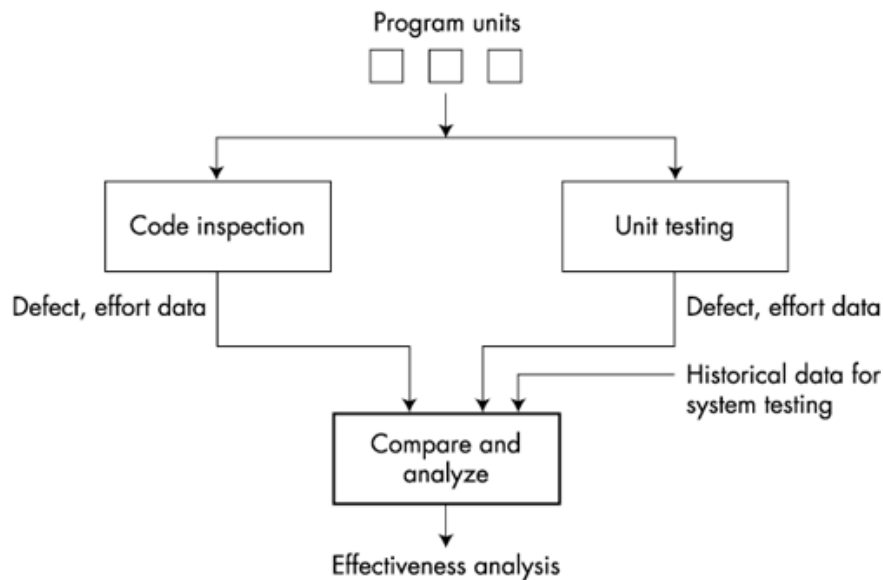 Program units
Code inspection
Unit testing
Defect, effort data
Defect, effort data
Historical data for
system testing
Compare and
analyze
Effectiveness analysis